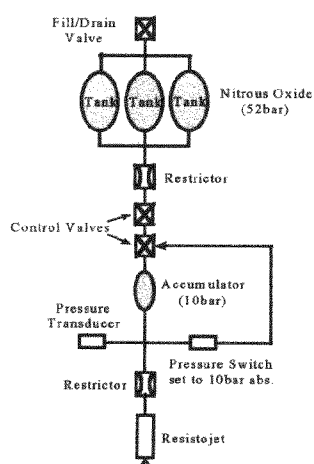 Fill/Drain
Valve
Tank Tank Tank
Nitrous Oxide
(52bar)
Restrictor
Control Valves
Accumulator
(10bar)
Pressure
Transducer
Pressure Switch
set to 10bar abs.
Restrictor
Resistojet